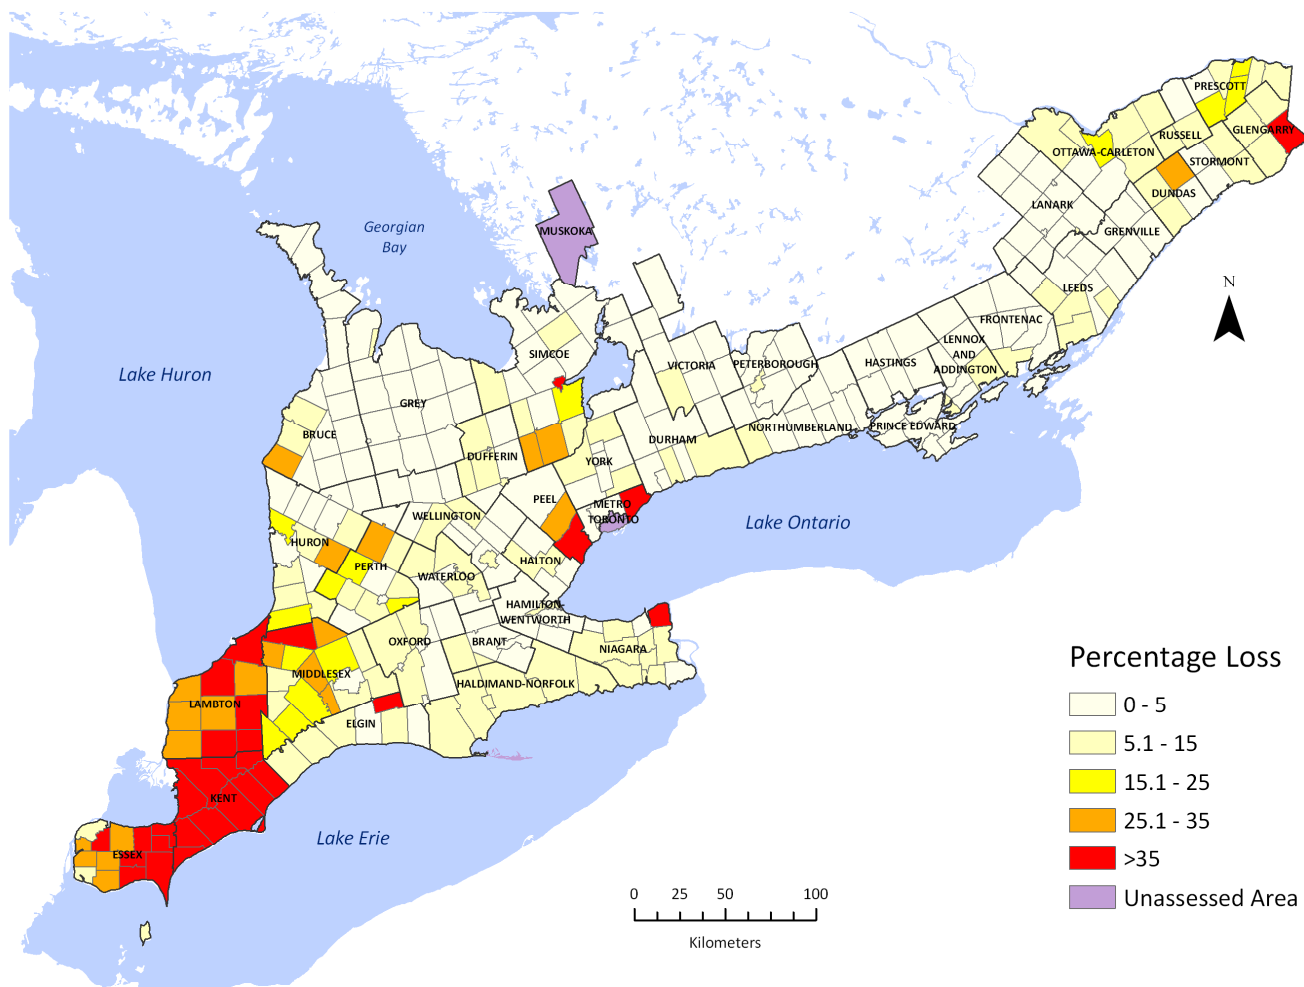 PRESCOTT
GLENGARRY
RUSSELL
OTTAWA-CARLETON
STORMONT
DUNDAS
LANARK
GRENVILLE
LEEDS
Georgian
Bay
MUSKOKA
N
FRONTENAC
LENNOX
AND
ADDINGTON
SIMCOE
VICTORIA
PETERBOROUGH
HASTINGS
Lake Huron
GREY
BRUCE
NORTHUMBERLAND
PRINCE EDWARD
DURHAM
DUFFERIN
YORK
PEEL
METRO
TORONTO
Lake Ontario
WELLINGTON
HURON
PERTH
HALTON
WATERLOO
HAMILTON-
WENTWORTH
OXFORD
BRANT
NIAGARA
MIDDLESEX
HALDIMAND-NORFOLK
LAMBTON
ELGIN
KENT
ESSEX
Lake Erie
Percentage Loss
0 - 5
5.1 - 15
15.1 - 25
25.1 - 35
>35
Unassessed Area
0 25 50 100
Kilometers